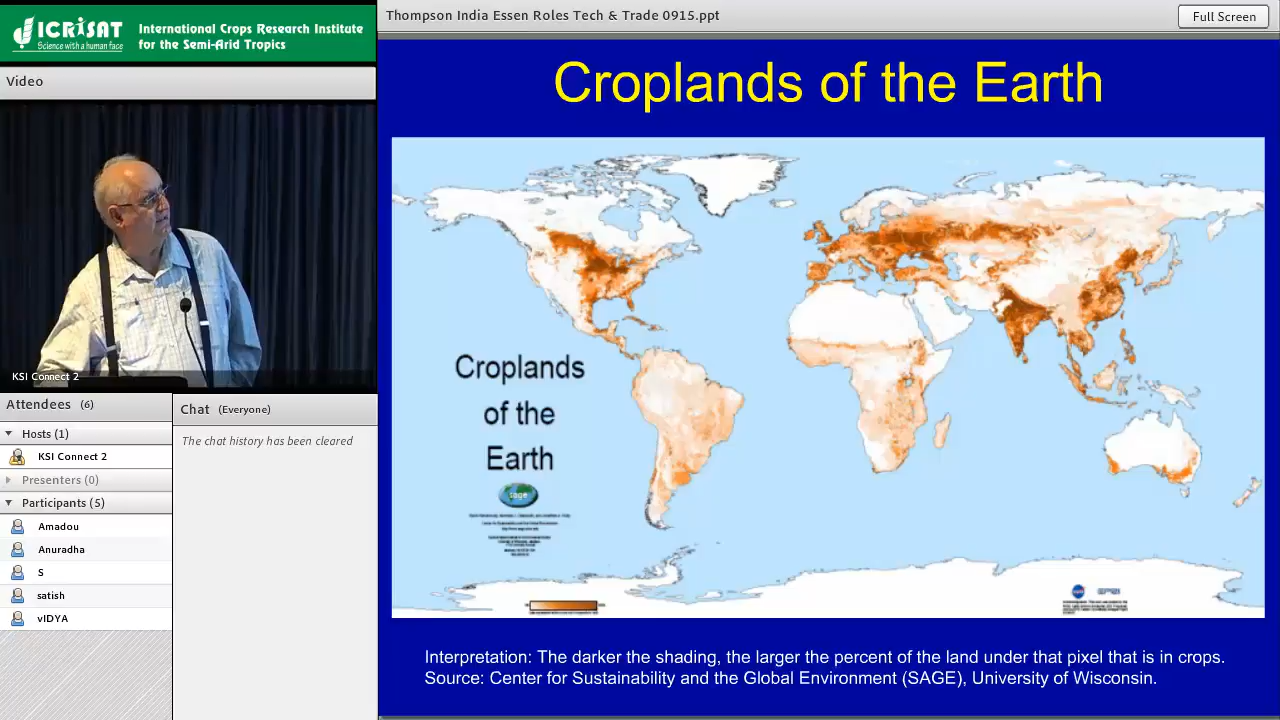 ICRISAT
Science with a human face
International Crops Research Institute
for the Semi-Arid Tropics
Video
KSI Connect 2
Attendees (6)
Hosts (1)
KSI Connect 2
Presenters (0)
Participants (5)
Amadou
Anuradha
S
satish
vIDYA
Chat (Everyone)
The chat history has been cleared
Thompson India Essen Roles Tech & Trade 0915.ppt
Full Screen
Croplands of the Earth
Croplands
of the
Earth
sage
Interpretation: The darker the shading, the larger the percent of the land under that pixel that is in crops.
Source: Center for Sustainability and the Global Environment (SAGE), University of Wisconsin.